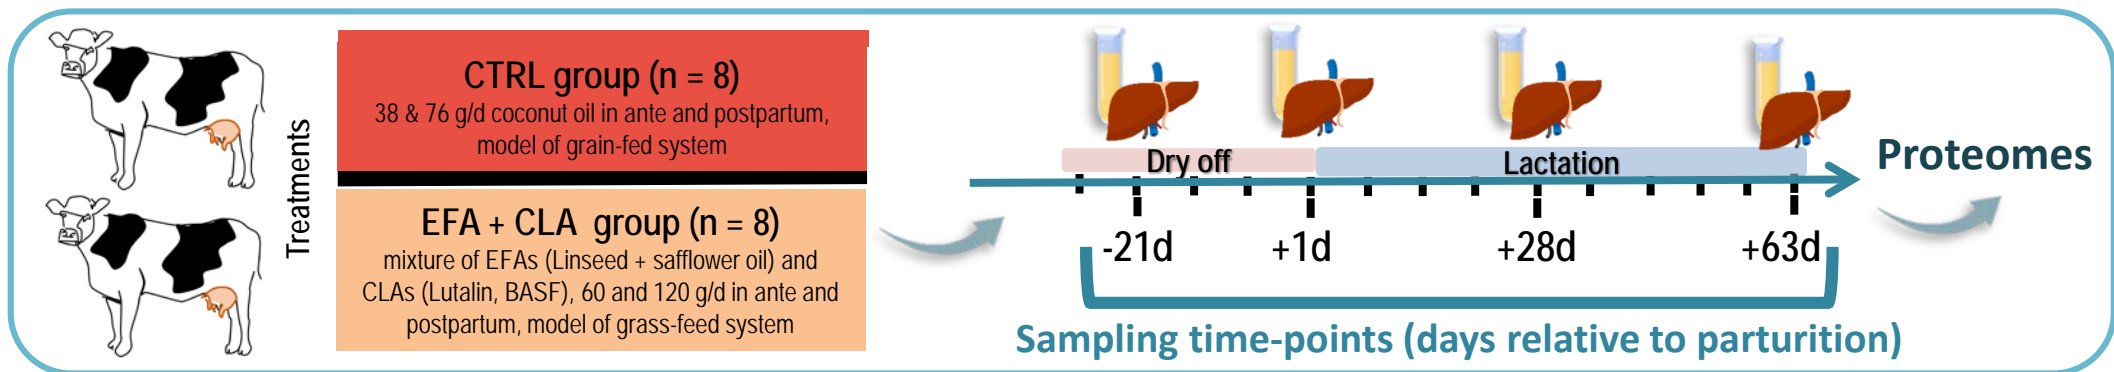 Treatments
CTRL group (n = 8)
38 & 76 g/d coconut oil in ante and postpartum,
model of grain-fed system
EFA + CLA group (n = 8)
mixture of EFAs (Linseed + safflower oil) and
CLAs (Lutalin, BASF), 60 and 120 g/d in ante and
postpartum, model of grass-feed system
Dry off
Lactation
-21d
+1d
+28d
+63d
Sampling time-points (days relative to parturition)
Proteomes